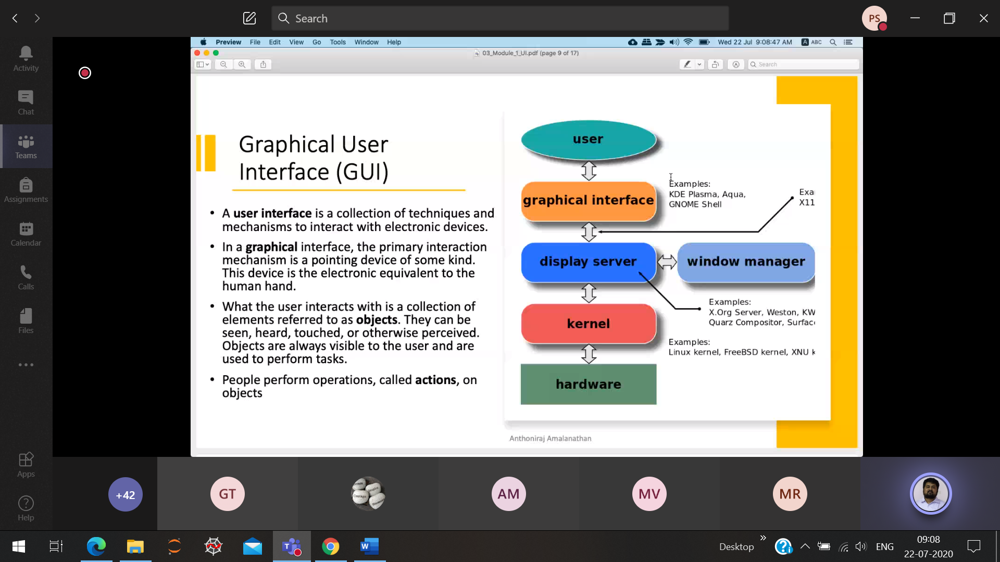 Search
PS
Activity
Chat
Teams
Assignments
Calendar
Calls
Files
Apps
Help
Preview File Edit View Go Tools Window Help
Wed 22 Jul 9:08:47 AM A ABC
03_Module_1_UI.pdf (page 9 of 17)
Search
Graphical User
Interface (GUI)
• A user interface is a collection of techniques and
mechanisms to interact with electronic devices.
• In a graphical interface, the primary interaction
mechanism is a pointing device of some kind.
This device is the electronic equivalent to the
human hand.
• What the user interacts with is a collection of
elements referred to as objects. They can be
seen, heard, touched, or otherwise perceived.
Objects are always visible to the user and are
used to perform tasks.
• People perform operations, called actions, on
objects
user
graphical interface
Examples:
KDE Plasma, Aqua,
GNOME Shell
Exa
X11
display server
window manager
Examples:
X.Org Server, Weston, KW
Quarz Compositor, Surfac
kernel
Examples:
Linux kernel, FreeBSD kernel, XNU k
hardware
Anthoniraj Amalanathan
+42
GT
Dream
Inspire
Courage
AM
MV
MR
Desktop
ENG
09:08
22-07-2020